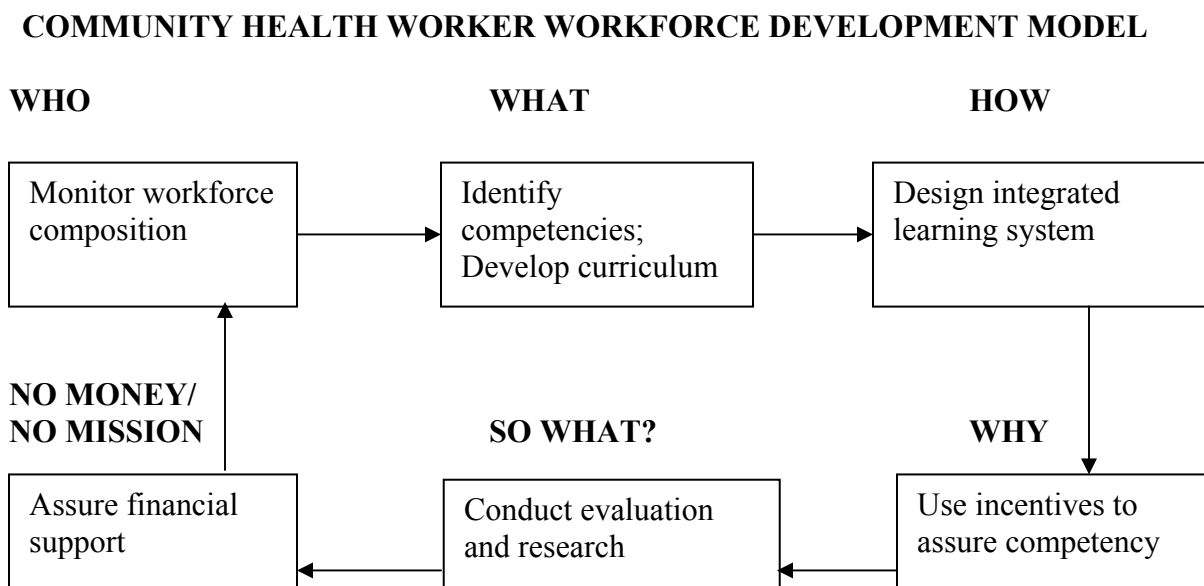 COMMUNITY HEALTH WORKER WORKFORCE DEVELOPMENT MODEL
WHO
WHAT
HOW
Monitor workforce
composition
Identify
competencies;
Develop curriculum
Design integrated
learning system
NO MONEY/
NO MISSION
SO WHAT?
WHY
Assure financial
support
Conduct evaluation
and research
Use incentives to
assure competency